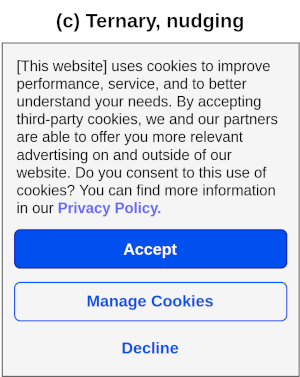 (c) Ternary, nudging
[This website] uses cookies to improve
performance, service, and to better
understand your needs. By accepting
third-party cookies, we and our partners
are able to offer you more relevant
advertising on and outside of our
website. Do you consent to this use of
cookies? You can find more information
in our Privacy Policy.
Accept
Manage Cookies
Decline